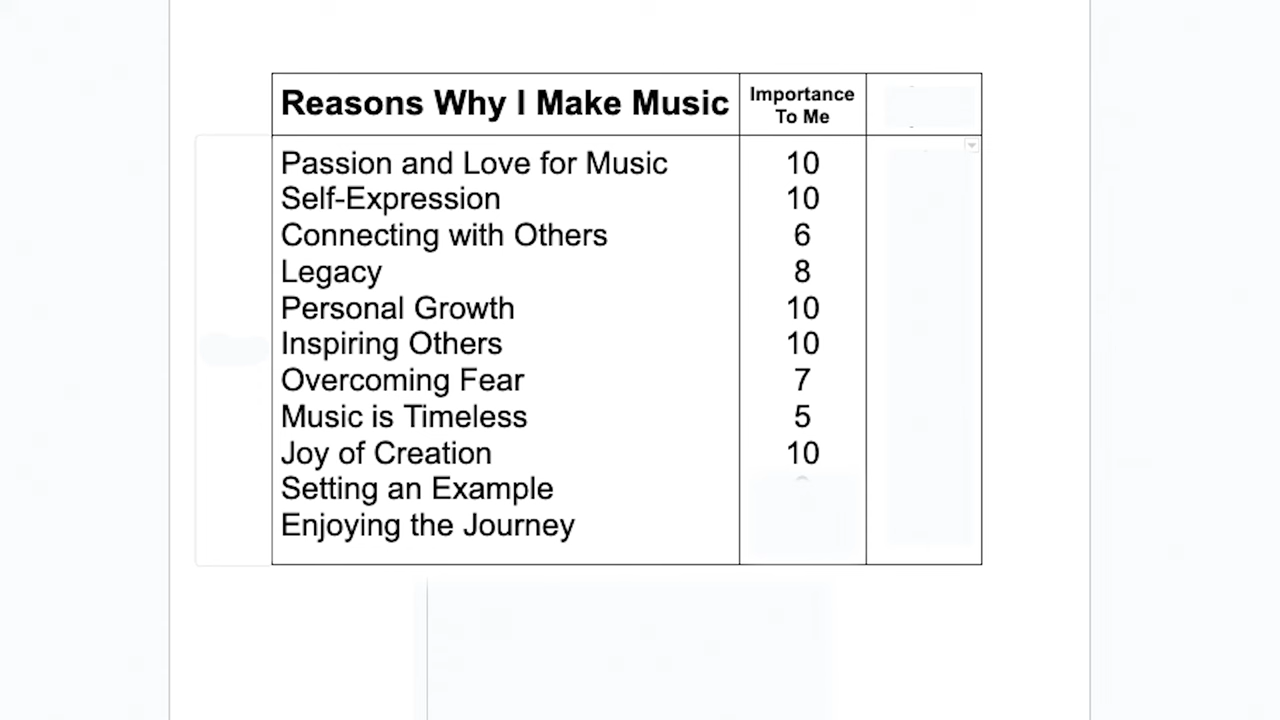 Reasons Why I Make Music
Importance
To Me
Passion and Love for Music 10
Self-Expression 10
Connecting with Others 6
Legacy 8
Personal Growth 10
Inspiring Others 10
Overcoming Fear 7
Music is Timeless 5
Joy of Creation 10
Setting an Example
Enjoying the Journey